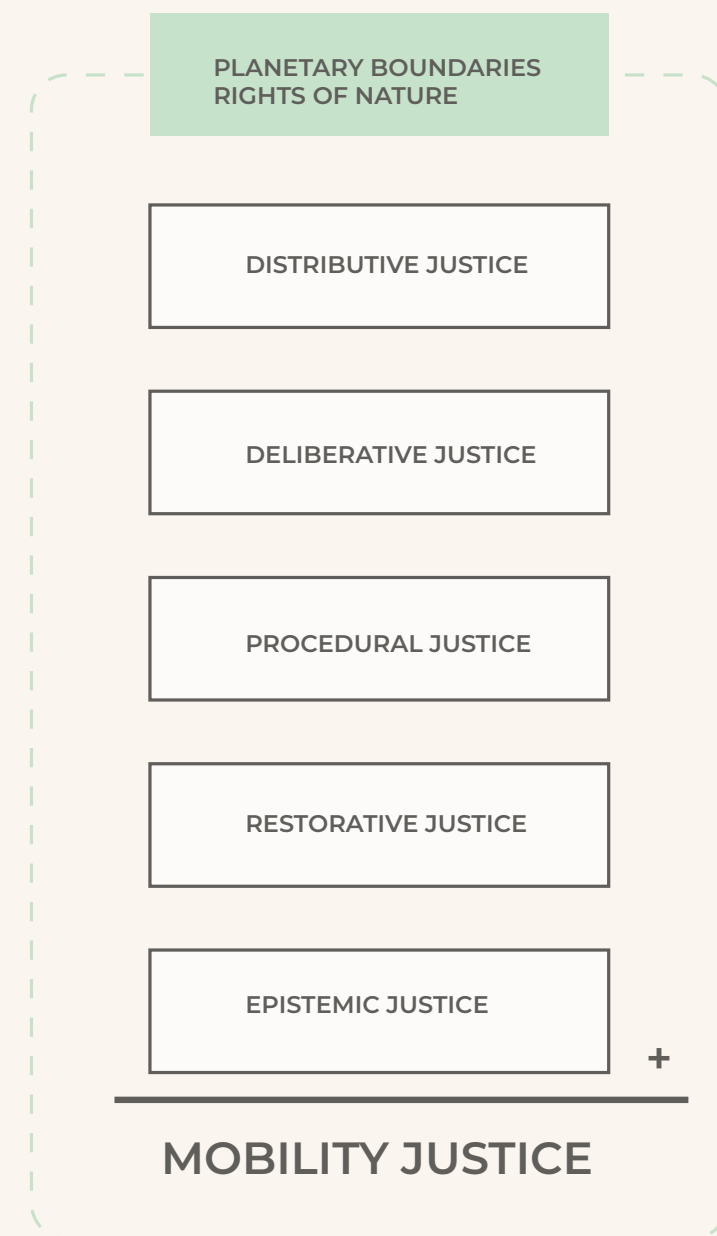 PLANETARY BOUNDARIES
RIGHTS OF NATURE
DISTRIBUTIVE JUSTICE
DELIBERATIVE JUSTICE
PROCEDURAL JUSTICE
RESTORATIVE JUSTICE
EPISTEMIC JUSTICE
+
MOBILITY JUSTICE